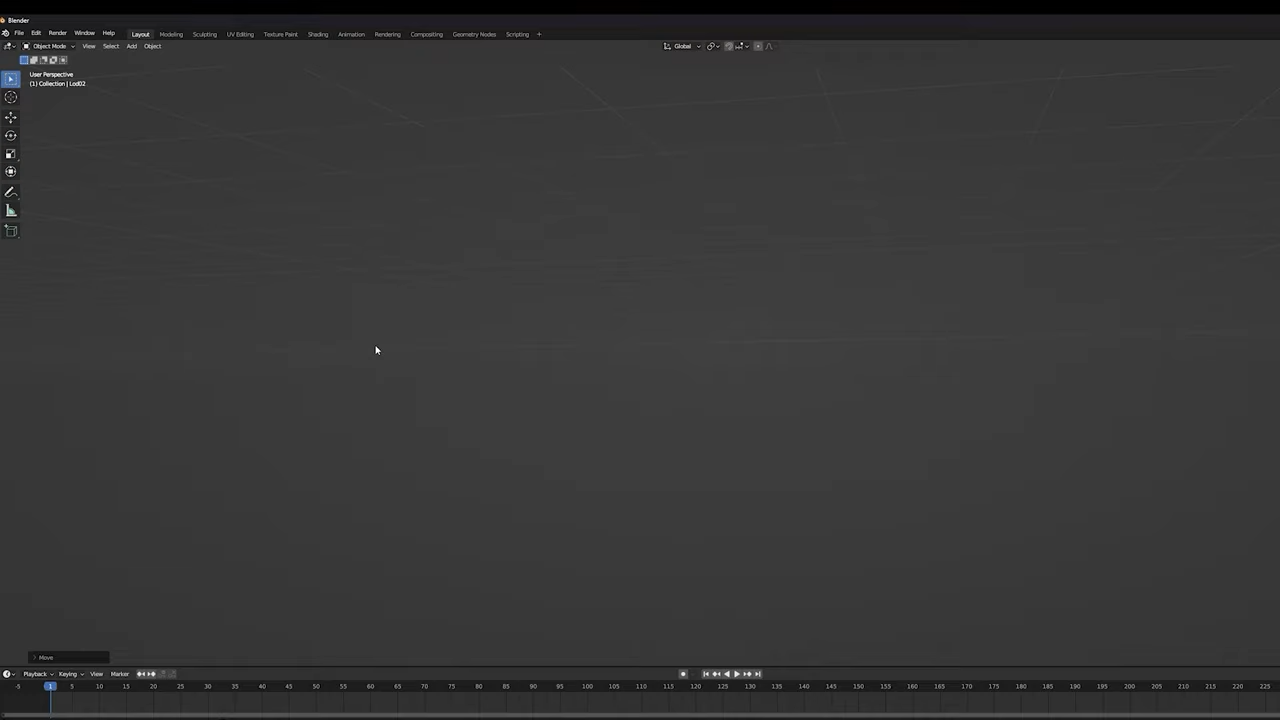 Blender
File Edit Render Window Help Layout Modeling Sculpting UV Editing Texture Paint Shading Animation Rendering Compositing Geometry Nodes Scripting +
Object Mode View Select Add Object Global
User Perspective
(1) Collection | Lod02
Move
Playback Keying View Marker
-5 1 5 10 15 20 25 30 35 40 45 50 55 60 65 70 75 80 85 90 95 100 105 110 115 120 125 130 135 140 145 150 155 160 165 170 175 180 185 190 195 200 205 210 215 220 225